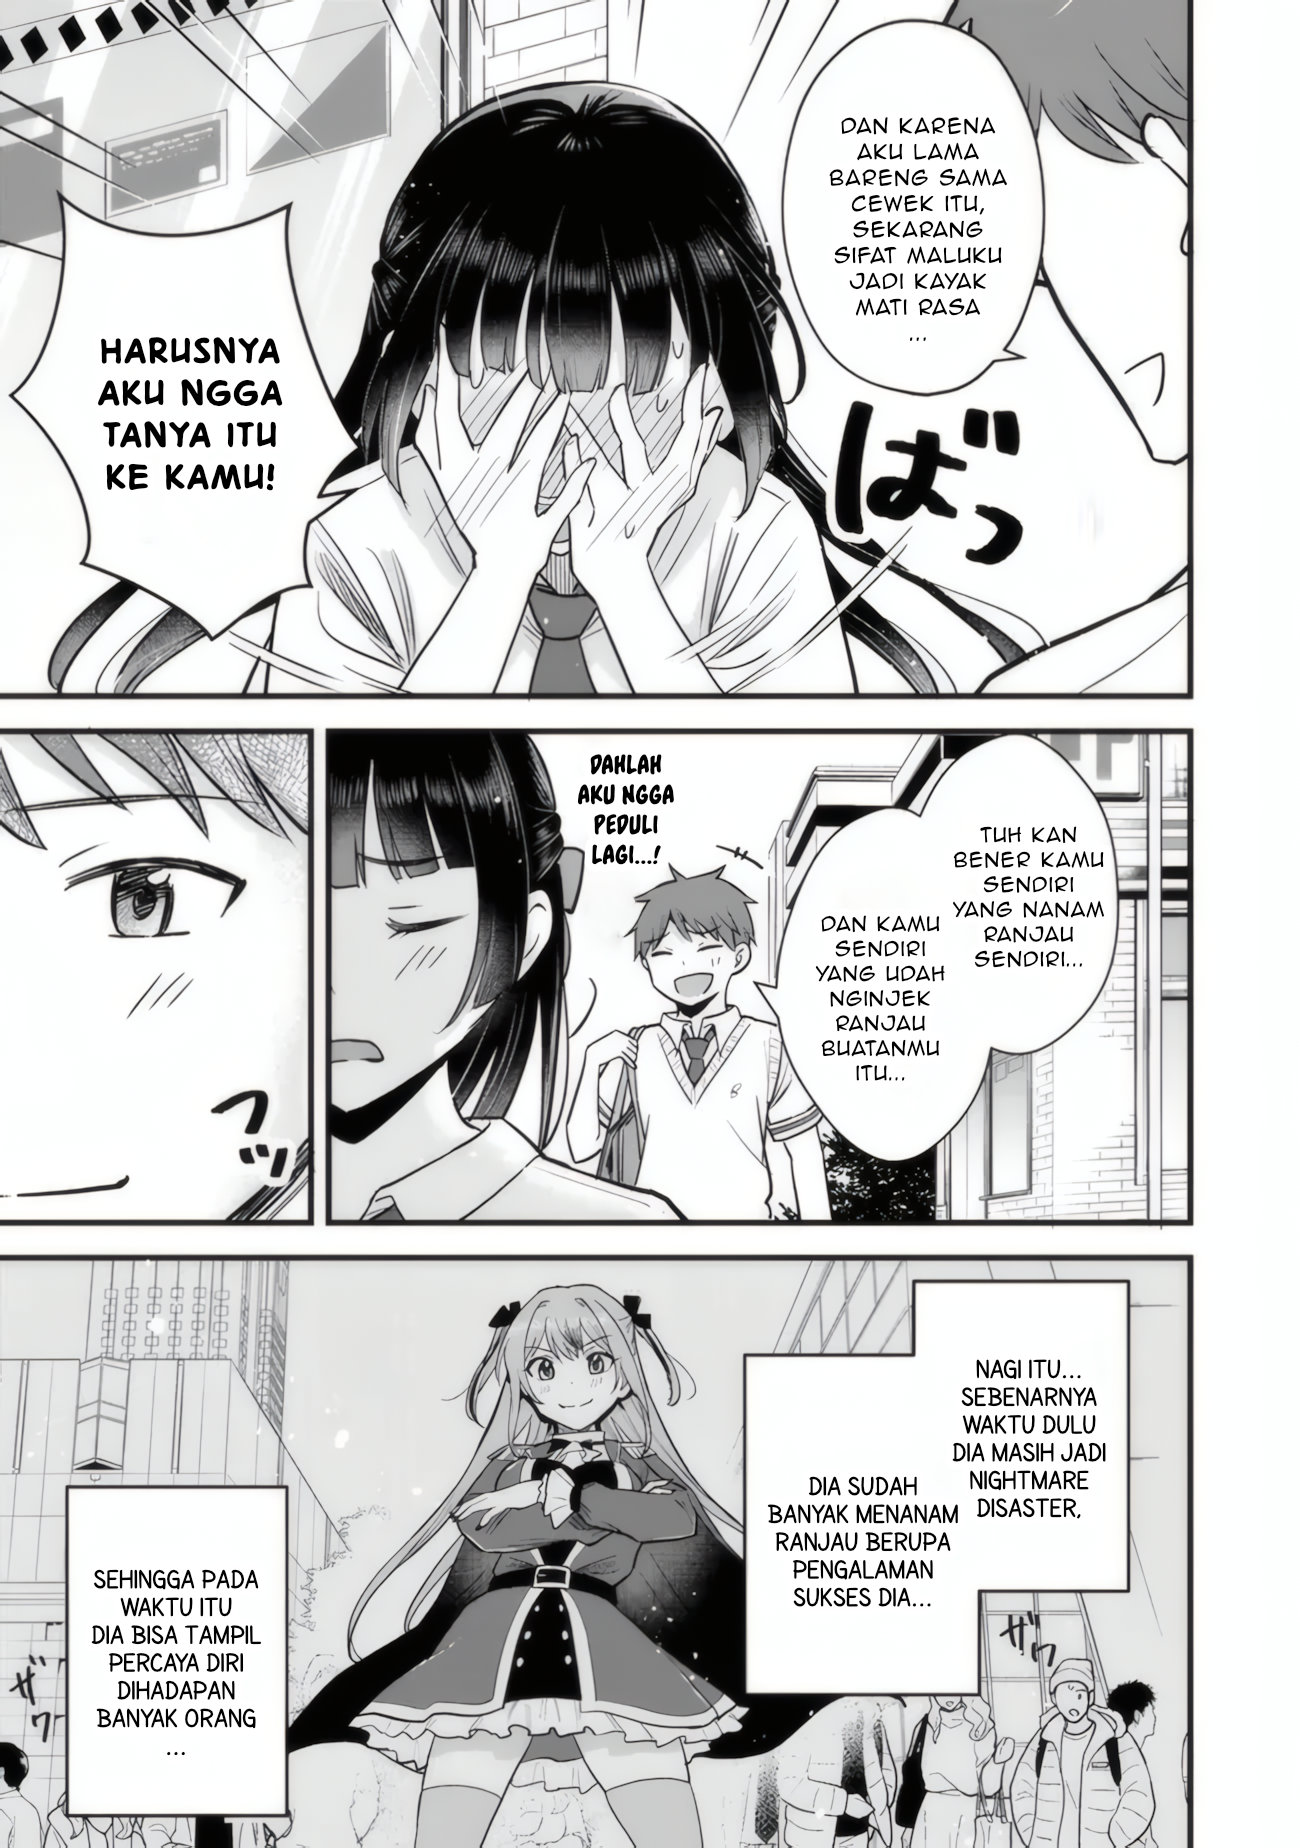 DAN KARENA
AKU LAMA
BARENG SAMA
CEWEK ITU,
SEKARANG
SIFAT MALUKU
JADI KAYAK
MATI RASA
...
ばっ
HARUSNYA
AKU NGGA
TANYA ITU
KE KAMU!
TUH KAN
BENER KAMU
SENDIRI
YANG NANAM
RANJAU
SENDIRI...
DAN KAMU
SENDIRI
YANG UDAH
NGINJEK
RANJAU
BUATANMU
ITU...
DAHLAH
AKU NGGA
PEDULI
LAGI...!
NAGI ITU...
SEBENARNYA
WAKTU DULU
DIA MASIH JADI
NIGHTMARE
DISASTER,
DIA SUDAH
BANYAK MENANAM
RANJAU BERUPA
PENGALAMAN
SUKSES DIA...
ザワ
SEHINGGA PADA
WAKTU ITU
DIA BISA TAMPIL
PERCAYA DIRI
DIHADAPAN
BANYAK ORANG
...
ザワ